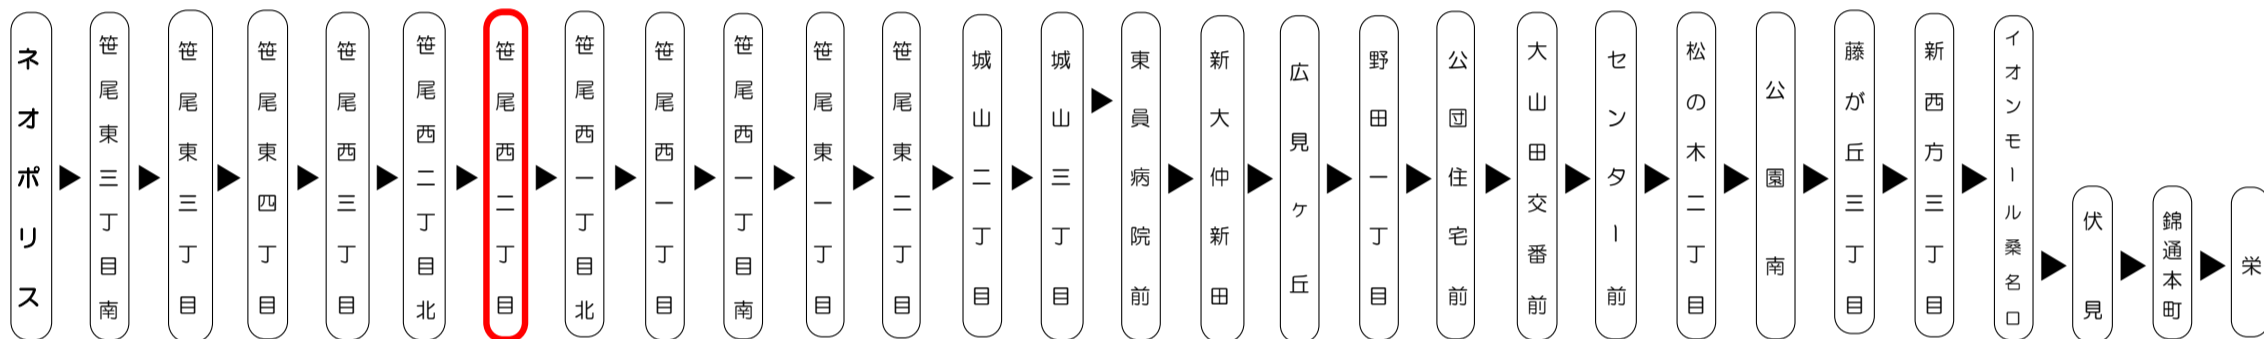 ネオポリス
笹尾東三丁目南
笹尾東三丁目
笹尾東四丁目
笹尾西三丁目
笹尾西二丁目北
笹尾西二丁目
笹尾西一丁目北
笹尾西一丁目
笹尾西一丁目南
笹尾東一丁目
笹尾東二丁目
城山二丁目
城山三丁目
東員病院前
新大仲新田
広見ヶ丘
野田一丁目
公団住宅前
大山田交番前
センター前
松の木二丁目
公園南
藤が丘三丁目
新西方三丁目
イオンモール桑名口
伏見
錦通本町
栄